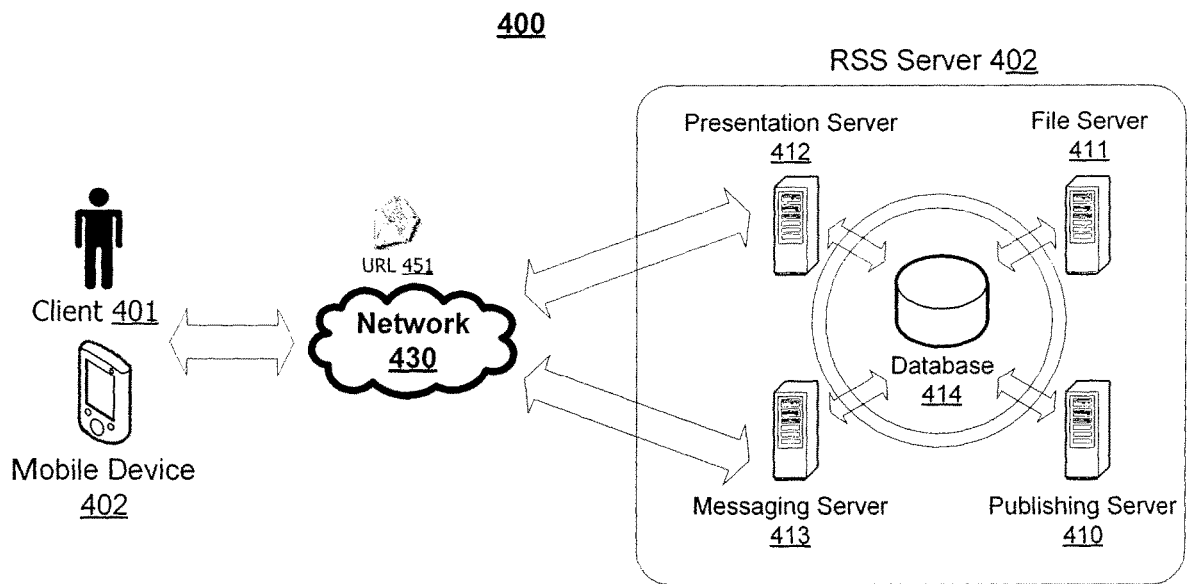 400
RSS Server 402
Presentation Server
412
File Server
411
Client 401
URL 451
Network
430
Database
414
Mobile Device
402
Messaging Server
413
Publishing Server
410